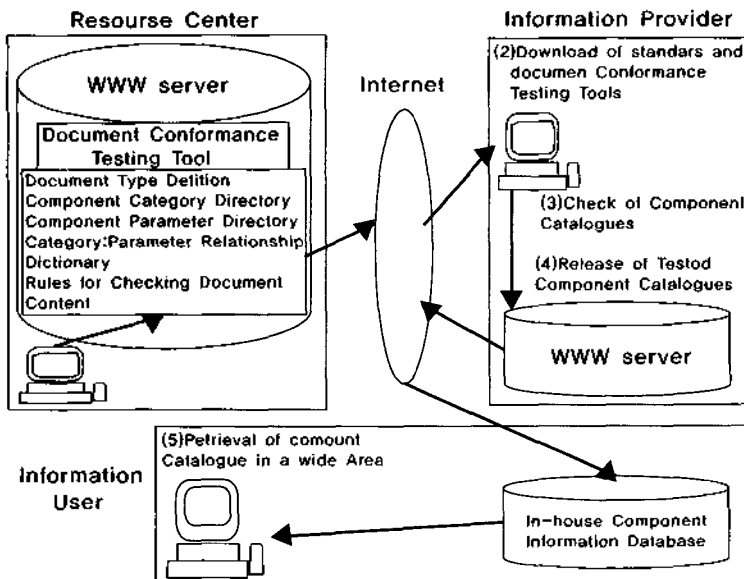 Resourse Center
WWW server
Document Conformance
Testing Tool
Document Type Detition
Component Category Directory
Component Parameter Directory
Category:Parameter Relationship
Dictionary
Rules for Checking Document
Content
Internet
Information Provider
(2)Download of standars and
documen Conformance
Testing Tools
(3)Check of Component
Catalogues
(4)Release of Testod
Component Catalogues
WWW server
Information
User
(5)Petrieval of comount
Catalogue in a wide Area
In-house Component
Information Database